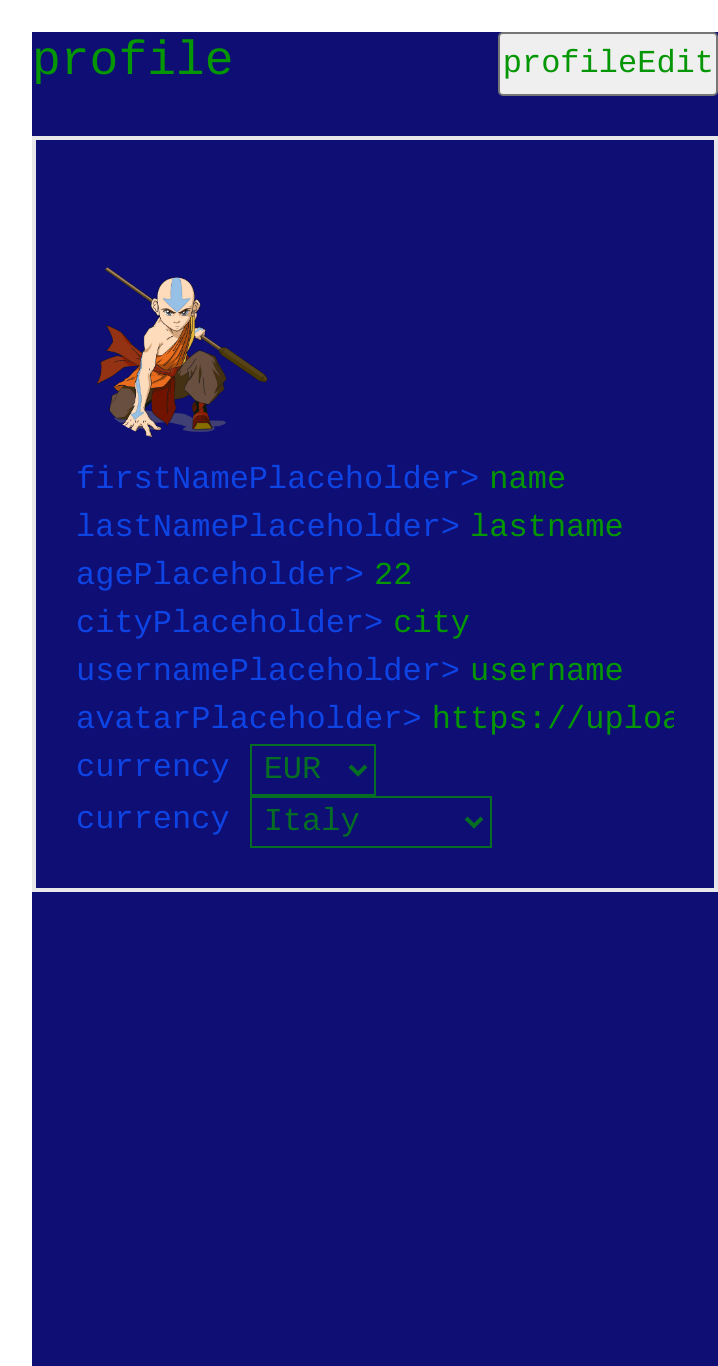 profile
profileEdit
firstNamePlaceholder> name
lastNamePlaceholder> lastname
agePlaceholder> 22
cityPlaceholder> city
usernamePlaceholder> username
avatarPlaceholder> https://uploa
currency EUR
currency Italy